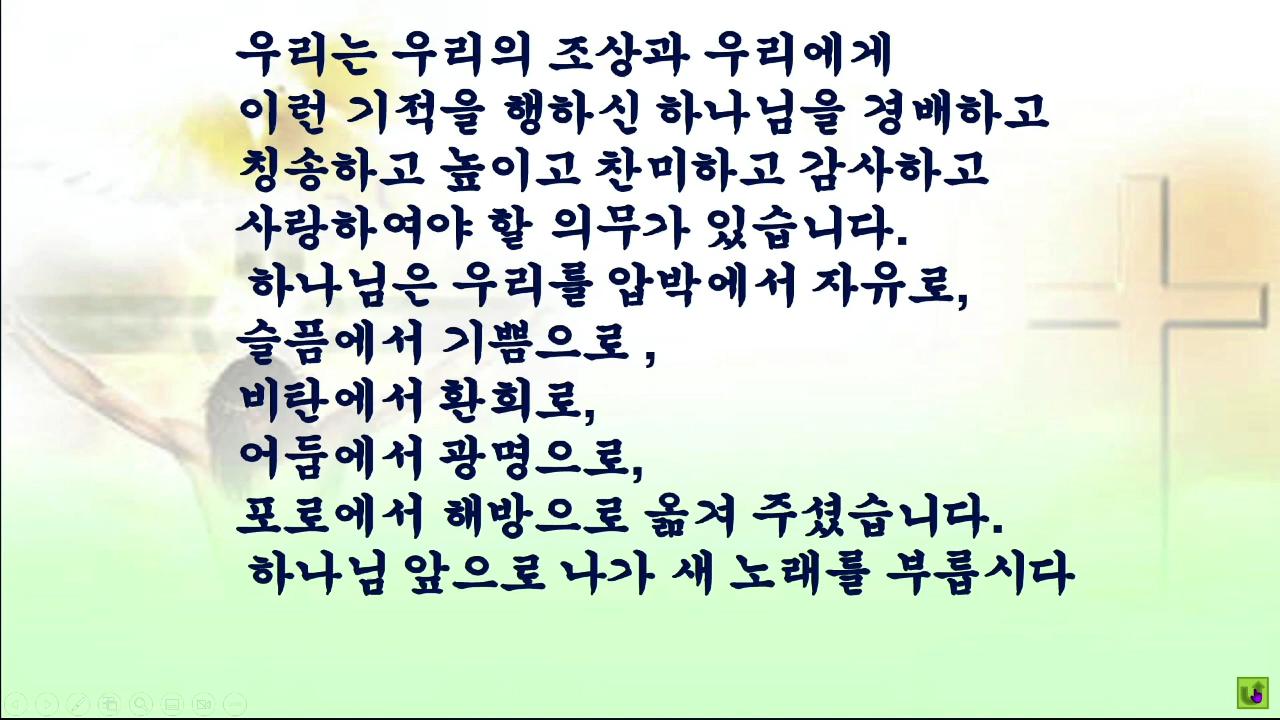 우리는 우리의 조상과 우리에게
이런 기적을 행하신 하나님을 경배하고
칭송하고 높이고 찬미하고 감사하고
사랑하여야 할 의무가 있습니다.
하나님은 우리를 압박에서 자유로,
슬픔에서 기쁨으로 ,
비탄에서 환희로,
어둠에서 광명으로,
포로에서 해방으로 옮겨 주셨습니다.
하나님 앞으로 나가 새 노래를 부릅시다